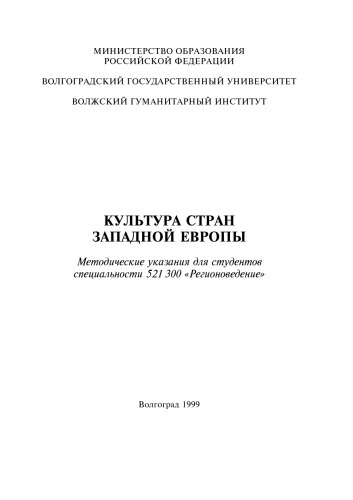 МИНИСТЕРСТВО ОБРАЗОВАНИЯ
РОССИЙСКОЙ ФЕДЕРАЦИИ
ВОЛГОГРАДСКИЙ ГОСУДАРСТВЕННЫЙ УНИВЕРСИТЕТ
ВОЛЖСКИЙ ГУМАНИТАРНЫЙ ИНСТИТУТ
КУЛЬТУРА СТРАН
ЗАПАДНОЙ ЕВРОПЫ
Методические указания для студентов
специальности 521 300 «Регионоведение»
Волгоград 1999